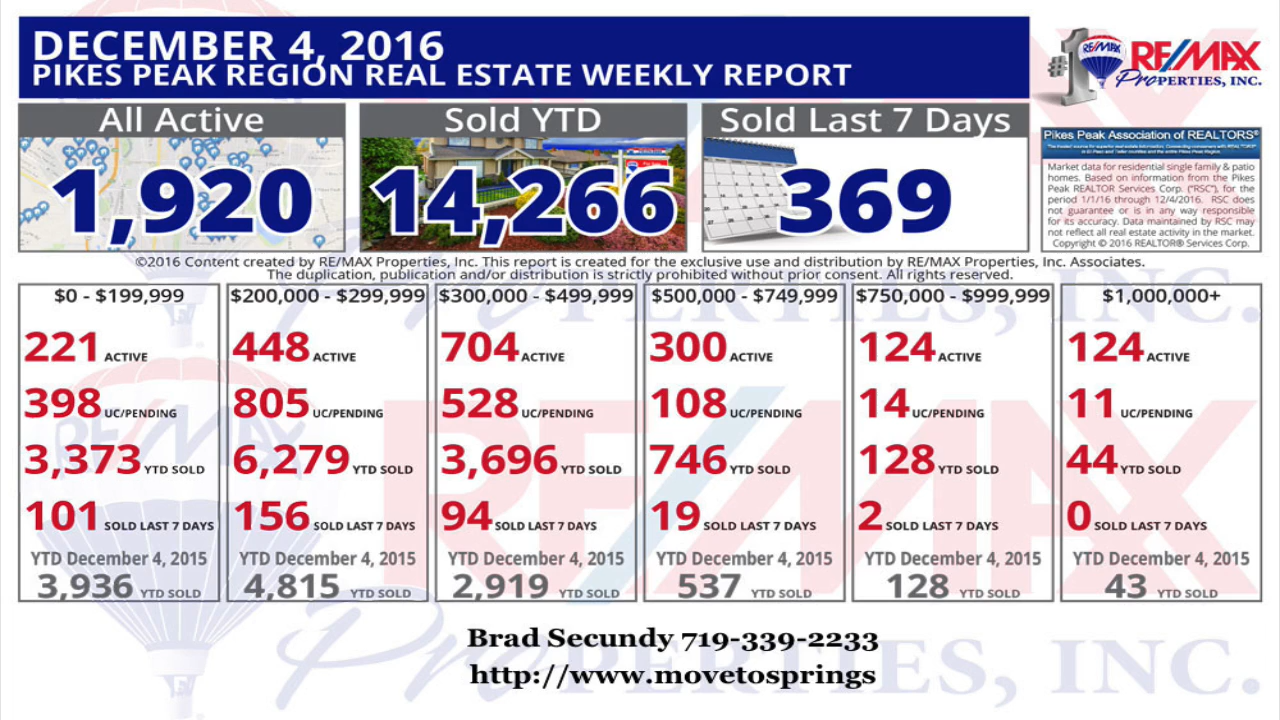 DECEMBER 4, 2016
PIKES PEAK REGION REAL ESTATE WEEKLY REPORT
#1 RE/MAX RE/MAX
Properties, Inc.
All Active
1,920
Sold YTD
14,266
Sold Last 7 Days
369
Pikes Peak Association of REALTORS®
Market data for residential single family & patio
homes. Based on information from the Pikes
Peak REALTOR Services Corp. ("RSC"), for the
period 1/1/16 through 12/4/2016. RSC does
not guarantee or is in any way responsible
for its accuracy. Data maintained by RSC may
not reflect all real estate activity in the market.
Copyright © 2016 REALTOR® Services Corp.
©2016 Content created by RE/MAX Properties, Inc. This report is created for the exclusive use and distribution by RE/MAX Properties, Inc. Associates.
The duplication, publication and/or distribution is strictly prohibited without prior consent. All rights reserved.
$0 - $199,999
221 ACTIVE
398 UC/PENDING
3,373 YTD SOLD
101 SOLD LAST 7 DAYS
YTD December 4, 2015
3,936 YTD SOLD
$200,000 - $299,999
448 ACTIVE
805 UC/PENDING
6,279 YTD SOLD
156 SOLD LAST 7 DAYS
YTD December 4, 2015
4,815 YTD SOLD
$300,000 - $499,999
704 ACTIVE
528 UC/PENDING
3,696 YTD SOLD
94 SOLD LAST 7 DAYS
YTD December 4, 2015
2,919 YTD SOLD
$500,000 - $749,999
300 ACTIVE
108 UC/PENDING
746 YTD SOLD
19 SOLD LAST 7 DAYS
YTD December 4, 2015
537 YTD SOLD
$750,000 - $999,999
124 ACTIVE
14 UC/PENDING
128 YTD SOLD
2 SOLD LAST 7 DAYS
YTD December 4, 2015
128 YTD SOLD
$1,000,000+
124 ACTIVE
11 UC/PENDING
44 YTD SOLD
0 SOLD LAST 7 DAYS
YTD December 4, 2015
43 YTD SOLD
Brad Secundy 719-339-2233
http://www.movetosprings